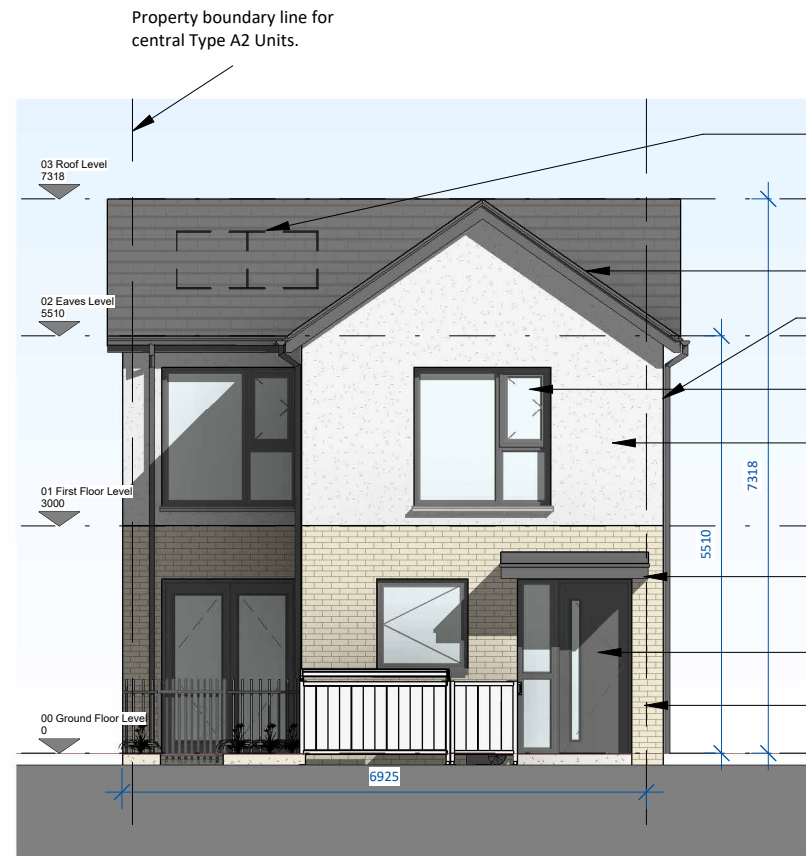 Property boundary line for
central Type A2 Units.
03 Roof Level
7318
02 Eaves Level
5510
01 First Floor Level
3000
7318
5510
00 Ground Floor Level
0
6925